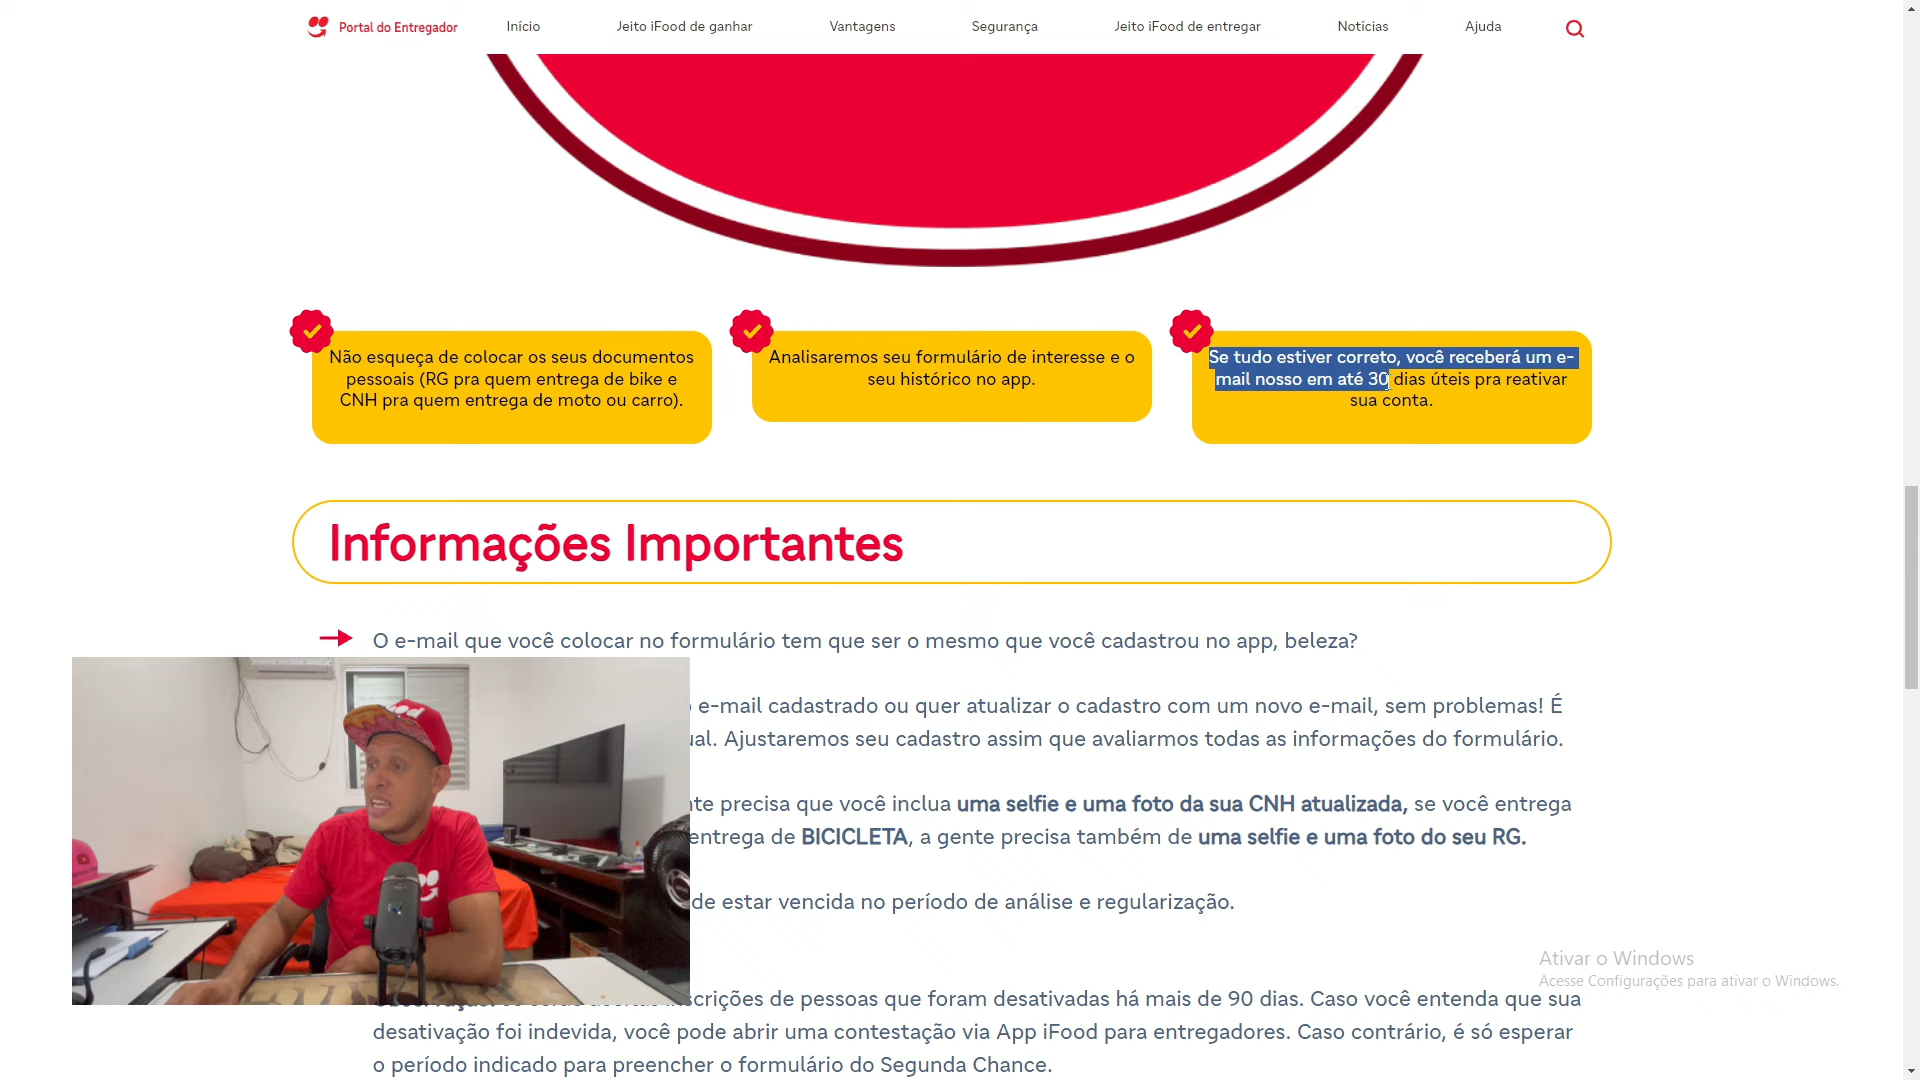 Portal do Entregador
Início
Jeito iFood de ganhar
Vantagens
Segurança
Jeito iFood de entregar
Notícias
Ajuda
Não esqueça de colocar os seus documentos
pessoais (RG pra quem entrega de bike e
CNH pra quem entrega de moto ou carro).
Analisaremos seu formulário de interesse e o
seu histórico no app.
Se tudo estiver correto, você receberá um e-
mail nosso em até 30 dias úteis pra reativar
sua conta.
Informações Importantes
O e-mail que você colocar no formulário tem que ser o mesmo que você cadastrou no app, beleza?
e-mail cadastrado ou quer atualizar o cadastro com um novo e-mail, sem problemas! É
Ajustaremos seu cadastro assim que avaliarmos todas as informações do formulário.
precisa que você inclua uma selfie e uma foto da sua CNH atualizada, se você entrega
entrega de BICICLETA, a gente precisa também de uma selfie e uma foto do seu RG.
de estar vencida no período de análise e regularização.
Ativar o Windows
Acesse Configurações para ativar o Windows.
scrições de pessoas que foram desativadas há mais de 90 dias. Caso você entenda que sua
desativação foi indevida, você pode abrir uma contestação via App iFood para entregadores. Caso contrário, é só esperar
o período indicado para preencher o formulário do Segunda Chance.